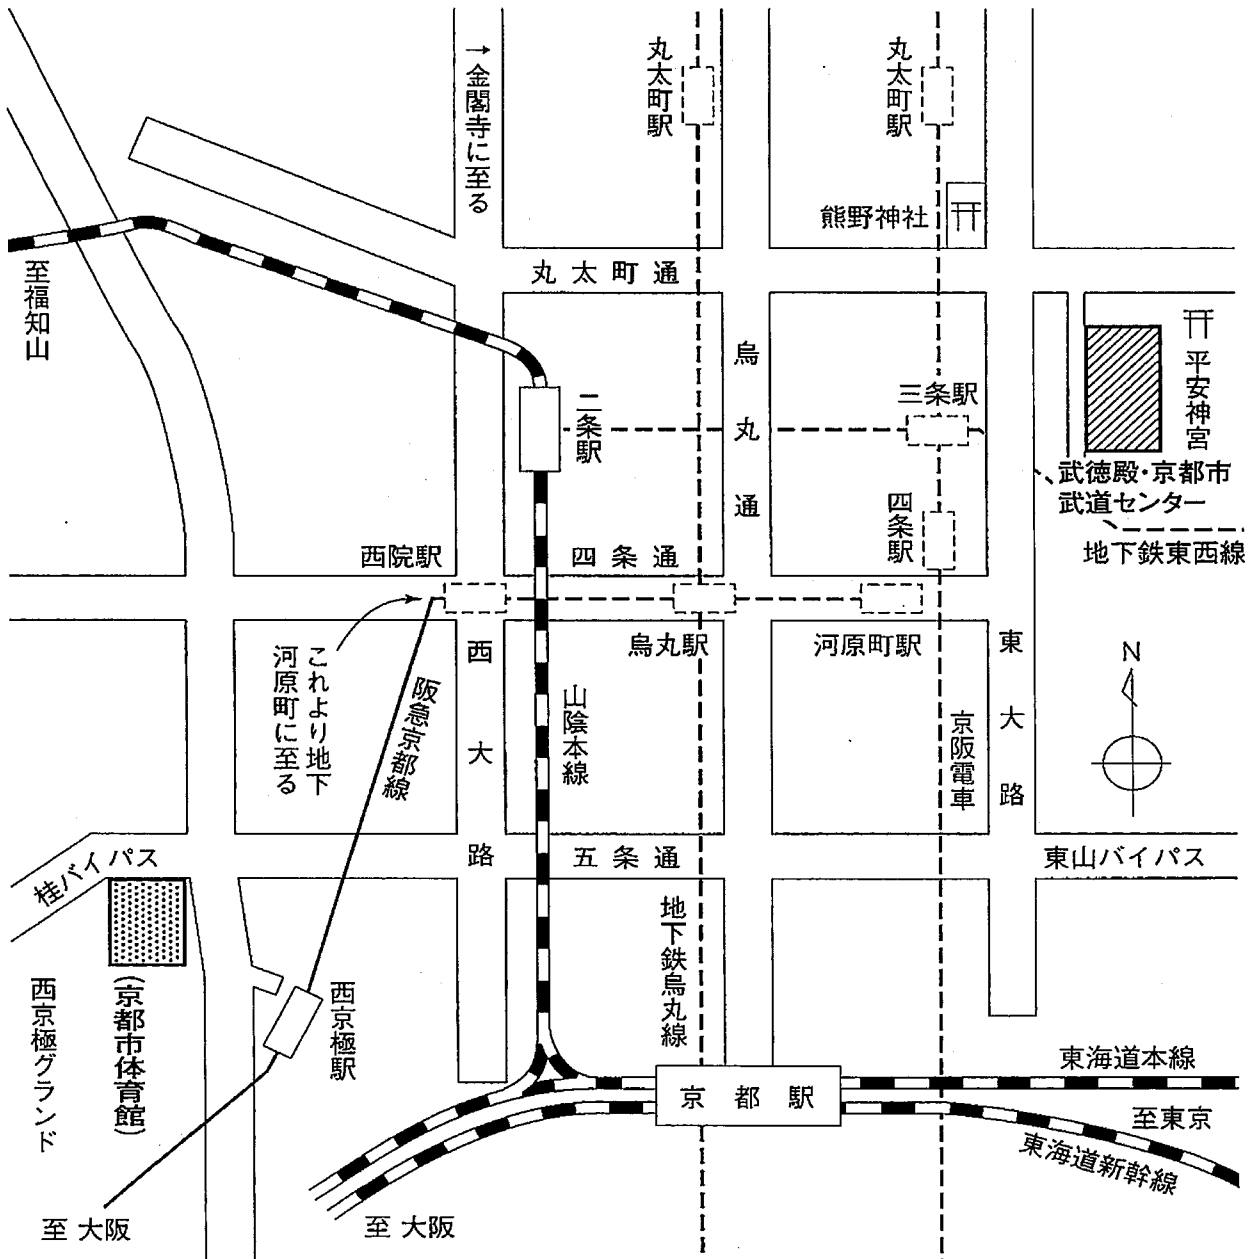 ↑金閣寺に至る
丸太町駅
丸太町駅
熊野神社
至福知山
丸太町通
烏丸通
二条駅
三条駅
平安神宮
武徳殿・京都市
武道センター
四条駅
地下鉄東西線
西院駅
四条通
烏丸駅
河原町駅
これより地下
河原町に至る
阪急京都線
西大路
山陰本線
京阪電車
東大路
N
桂バイパス
五条通
東山バイパス
地下鉄烏丸線
西京極グランド
(京都市体育館)
西京極駅
京都駅
東海道本線
至東京
東海道新幹線
至大阪
至大阪